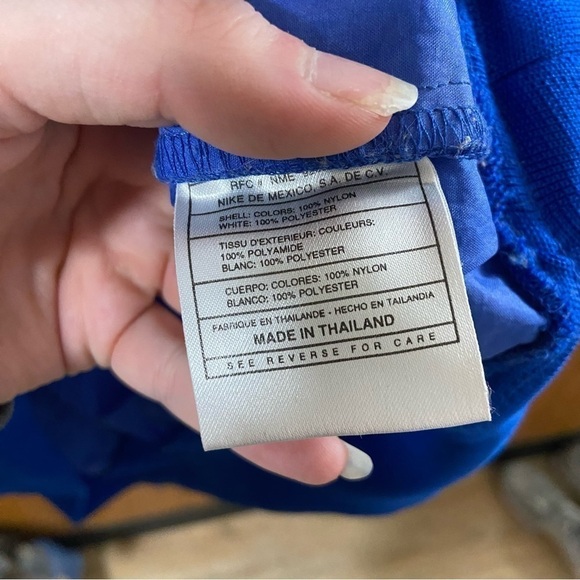 RFC # NME
NIKE DE MEXICO, S.A. DE C.V.
SHELL: COLORS: 100% NYLON
WHITE: 100% POLYESTER
TISSU D'EXTERIEUR: COULEURS:
100% POLYAMIDE
BLANC: 100% POLYESTER
CUERPO: COLORES: 100% NYLON
BLANCO: 100% POLYESTER
FABRIQUE EN THAILANDE - HECHO EN TAILANDIA
MADE IN THAILAND
SEE REVERSE FOR CARE